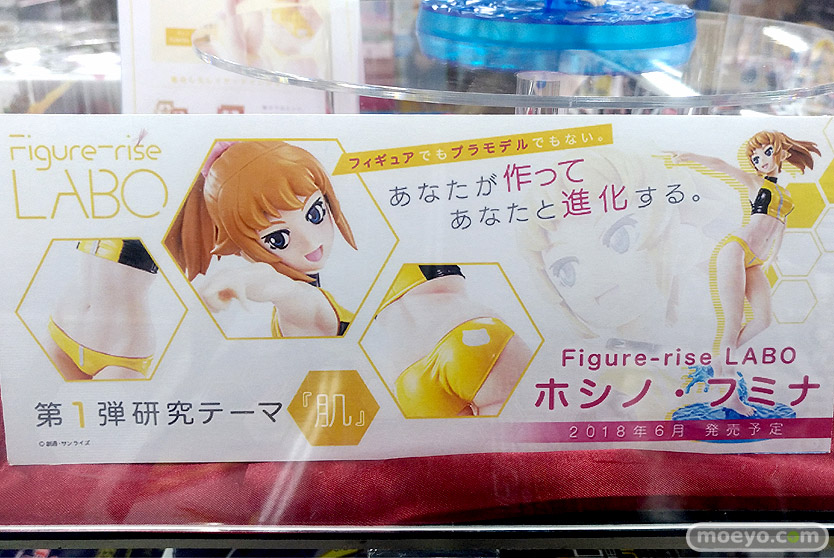 Figure-rise
LABO
フィギュアでもプラモデルでもない。
あなたが作って
あなたと進化する。
Figure-rise LABO
ホシノ・フミナ
2018年6月 発売予定
第1弾研究テーマ『肌』
©創通・サンライズ
moeyo.com